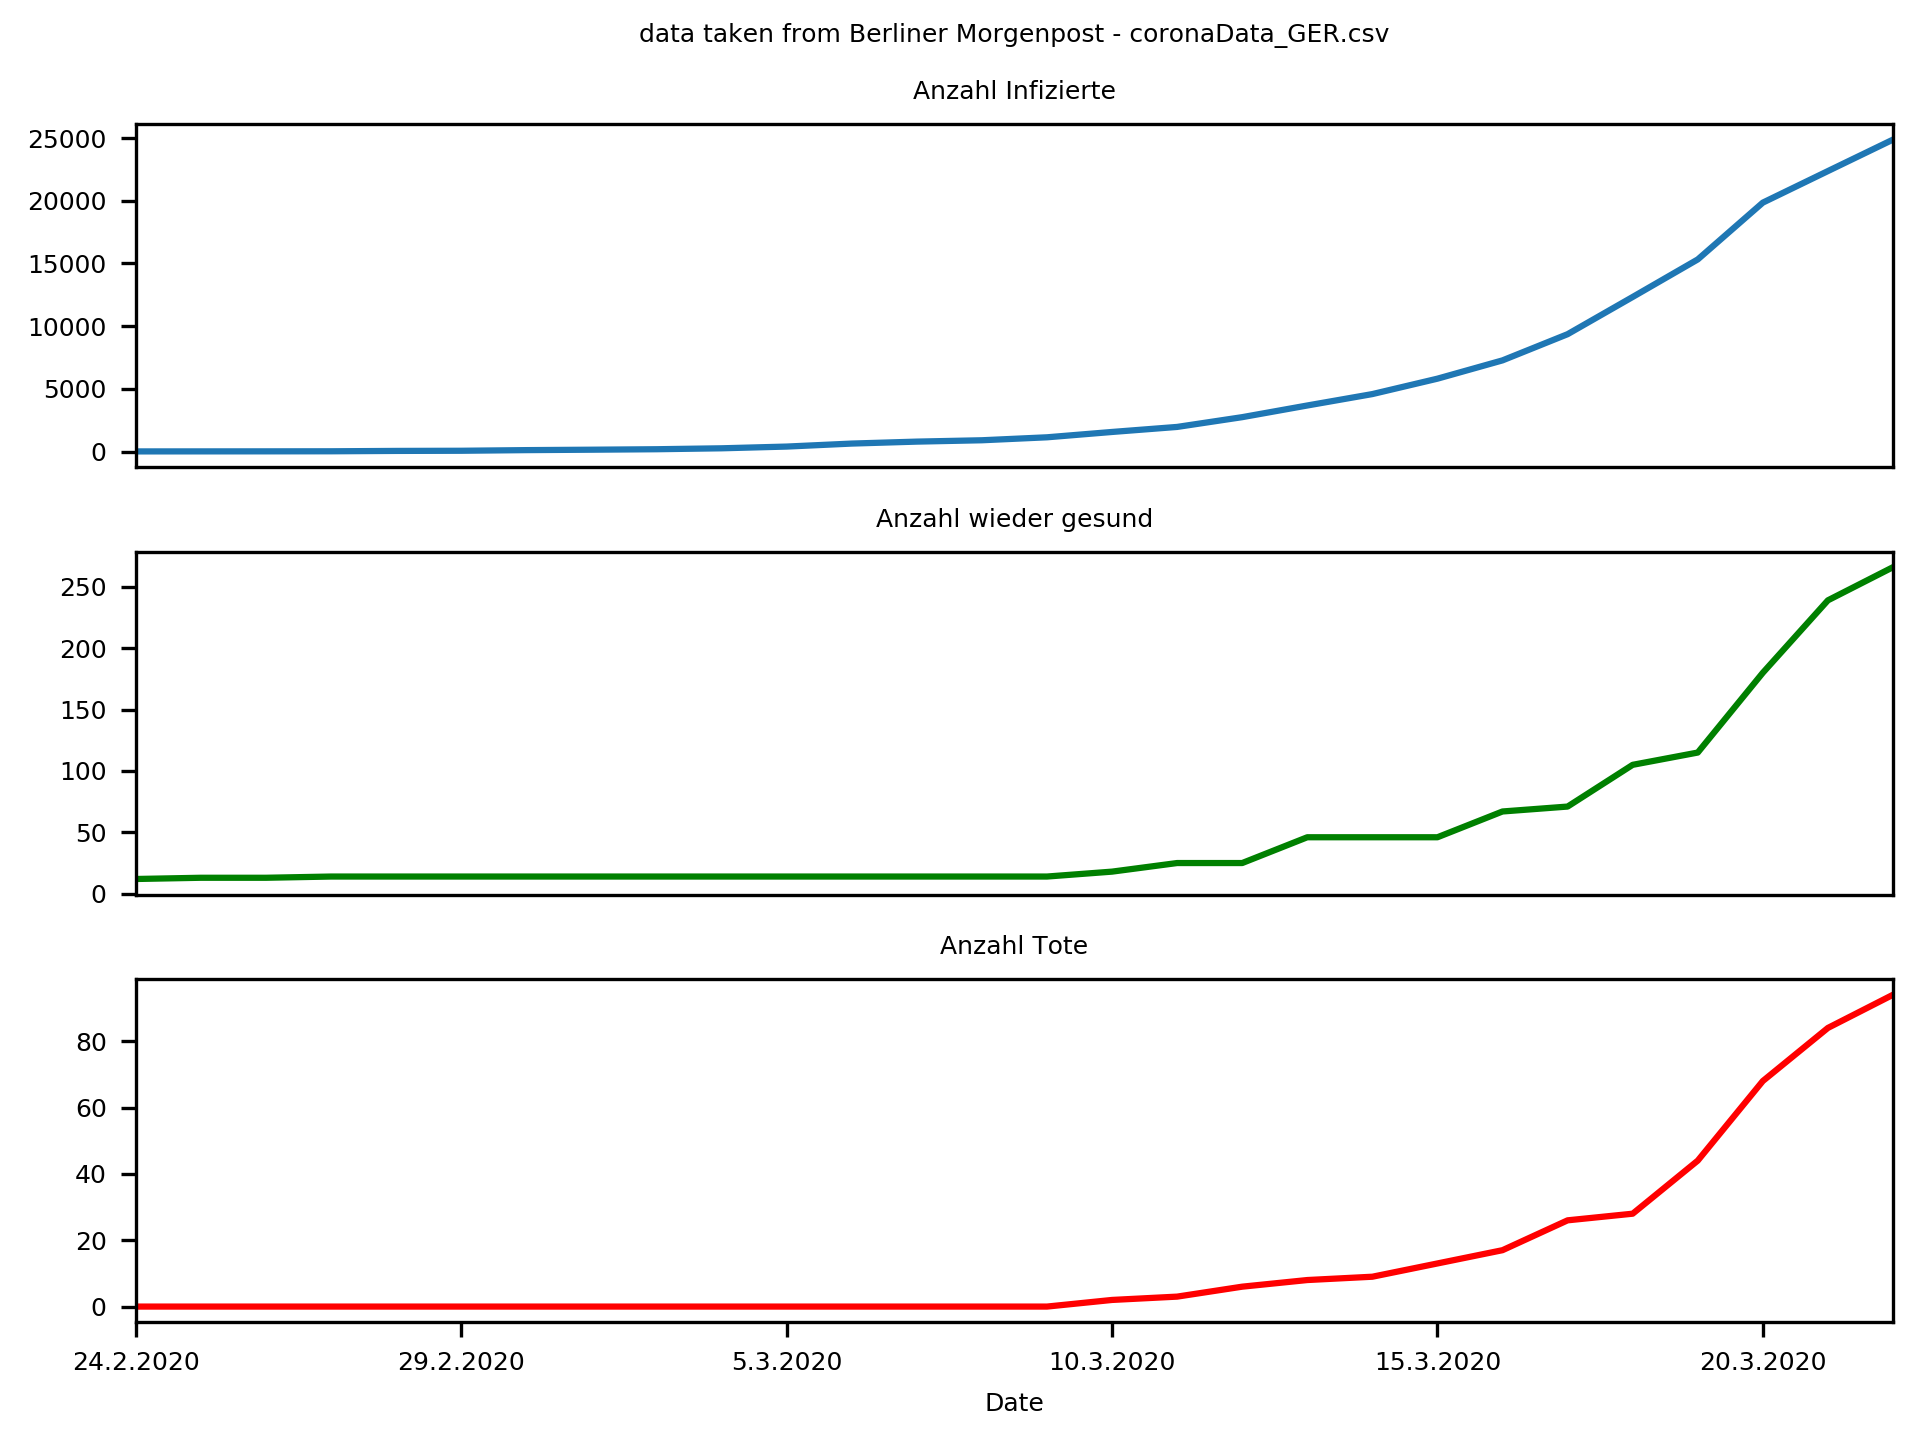 data taken from Berliner Morgenpost - coronaData_GER.csv
Anzahl Infizierte
25000
20000
15000
10000
5000
0
Anzahl wieder gesund
250
200
150
100
50
0
Anzahl Tote
80
60
40
20
0
24.2.2020 29.2.2020 5.3.2020 10.3.2020 15.3.2020 20.3.2020
Date